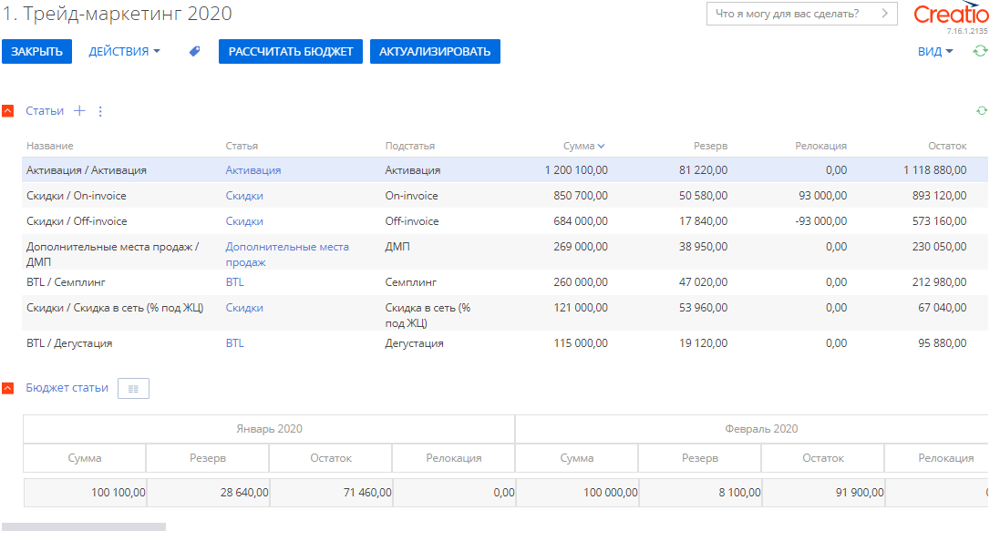 1. Трейд-маркетинг 2020
Что я могу для вас сделать?
Creatio
7.16.1.2135
ЗАКРЫТЬ ДЕЙСТВИЯ РАССЧИТАТЬ БЮДЖЕТ АКТУАЛИЗИРОВАТЬ ВИД
Статьи
Название Статья Подстатья Сумма Резерв Релокация Остаток
Активация / Активация Активация Активация 1 200 100,00 81 220,00 0,00 1 118 880,00
Скидки / On-invoice Скидки On-invoice 850 700,00 50 580,00 93 000,00 893 120,00
Скидки / Off-invoice Скидки Off-invoice 684 000,00 17 840,00 -93 000,00 573 160,00
Дополнительные места продаж / Дополнительные места ДМП 269 000,00 38 950,00 0,00 230 050,00
ДМП продаж
BTL / Семплинг BTL Семплинг 260 000,00 47 020,00 0,00 212 980,00
Скидки / Скидка в сеть (% под ЖЦ) Скидки Скидка в сеть (% 121 000,00 53 960,00 0,00 67 040,00
под ЖЦ)
BTL / Дегустация BTL Дегустация 115 000,00 19 120,00 0,00 95 880,00
Бюджет статьи
Январь 2020 Февраль 2020
Сумма Резерв Остаток Релокация Сумма Резерв Остаток Релокация
100 100,00 28 640,00 71 460,00 0,00 100 000,00 8 100,00 91 900,00